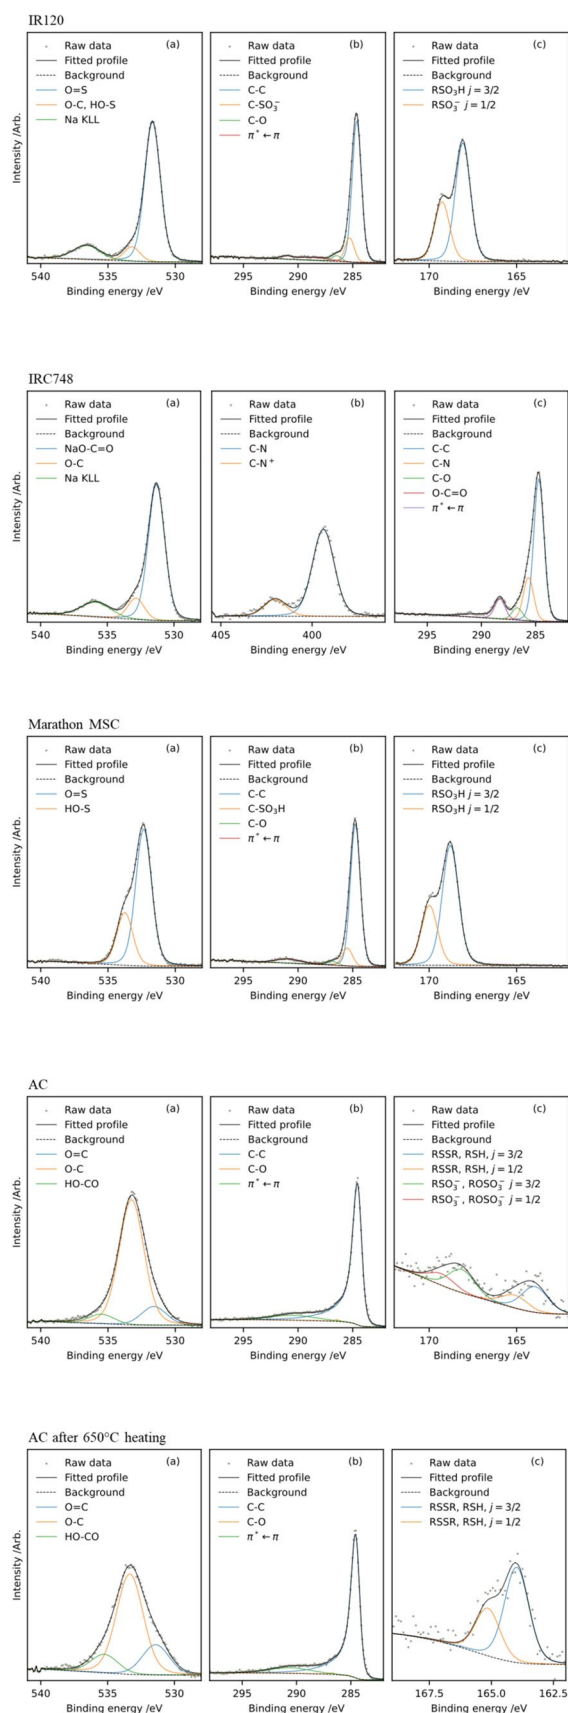 IR120
(a)
Raw data
Fitted profile
Background
O=S
O-C, HO-S
Na KLL
Intensity /Arb.
540 535 530
Binding energy /eV
(b)
Raw data
Fitted profile
Background
C-C
C-SO₃⁻
C-O
π* ← π
295 290 285
Binding energy /eV
(c)
Raw data
Fitted profile
Background
RSO₃H j = 3/2
RSO₃⁻ j = 1/2
170 165
Binding energy /eV
IRC748
(a)
Raw data
Fitted profile
Background
NaO-C=O
O-C
Na KLL
Intensity /Arb.
540 535 530
Binding energy /eV
(b)
Raw data
Fitted profile
Background
C-N
C-N⁺
405 400
Binding energy /eV
(c)
Raw data
Fitted profile
Background
C-C
C-N
C-O
O-C=O
π* ← π
295 290 285
Binding energy /eV
Marathon MSC
(a)
Raw data
Fitted profile
Background
O=S
HO-S
Intensity /Arb.
540 535 530
Binding energy /eV
(b)
Raw data
Fitted profile
Background
C-C
C-SO₃H
C-O
π* ← π
295 290 285
Binding energy /eV
(c)
Raw data
Fitted profile
Background
RSO₃H j = 3/2
RSO₃H j = 1/2
170 165
Binding energy /eV
AC
(a)
Raw data
Fitted profile
Background
O=C
O-C
HO-CO
Intensity /Arb.
540 535 530
Binding energy /eV
(b)
Raw data
Fitted profile
Background
C-C
C-O
π* ← π
295 290 285
Binding energy /eV
(c)
Raw data
Fitted profile
Background
RSSR, RSH, j = 3/2
RSSR, RSH, j = 1/2
RSO₃⁻, ROSO₃⁻ j = 3/2
RSO₃⁻, ROSO₃⁻ j = 1/2
170 165
Binding energy /eV
AC after 650°C heating
(a)
Raw data
Fitted profile
Background
O=C
O-C
HO-CO
Intensity /Arb.
540 535 530
Binding energy /eV
(b)
Raw data
Fitted profile
Background
C-C
C-O
π* ← π
295 290 285
Binding energy /eV
(c)
Raw data
Fitted profile
Background
RSSR, RSH, j = 3/2
RSSR, RSH, j = 1/2
167.5 165.0 162.5
Binding energy /eV